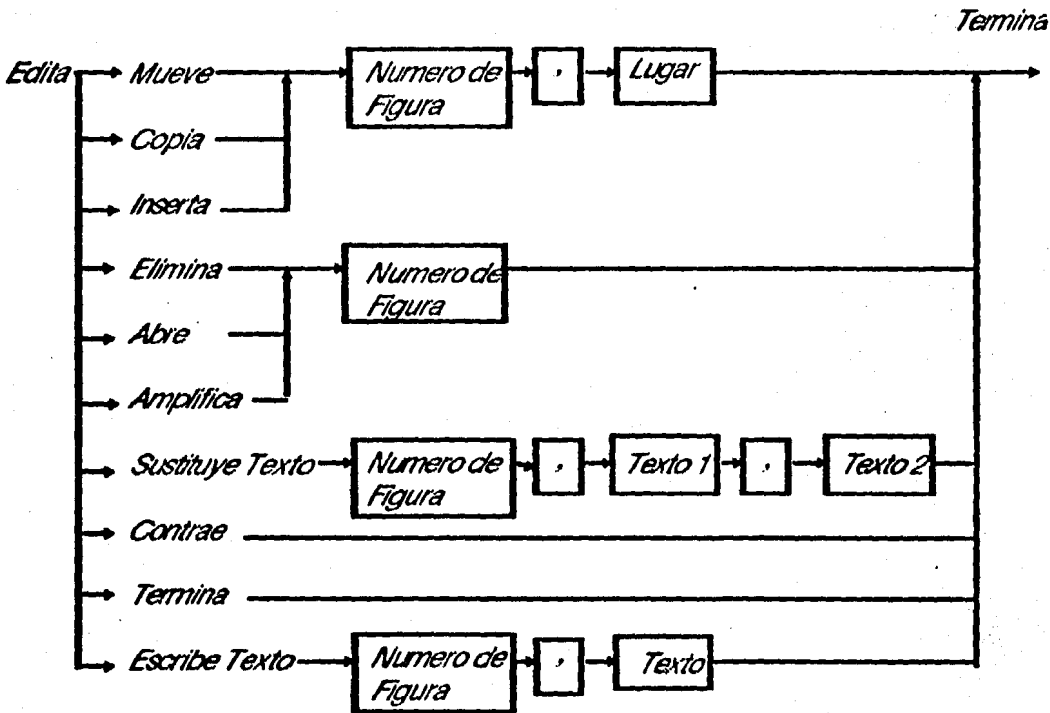 Termina
Edita
Mueve
Numero de
Figura
,
Lugar
Copia
Inserta
Elimina
Numero de
Figura
Abre
Amplifica
Sustituye Texto
Numero de
Figura
,
Texto 1
,
Texto 2
Contrae
Termina
Escribe Texto
Numero de
Figura
,
Texto